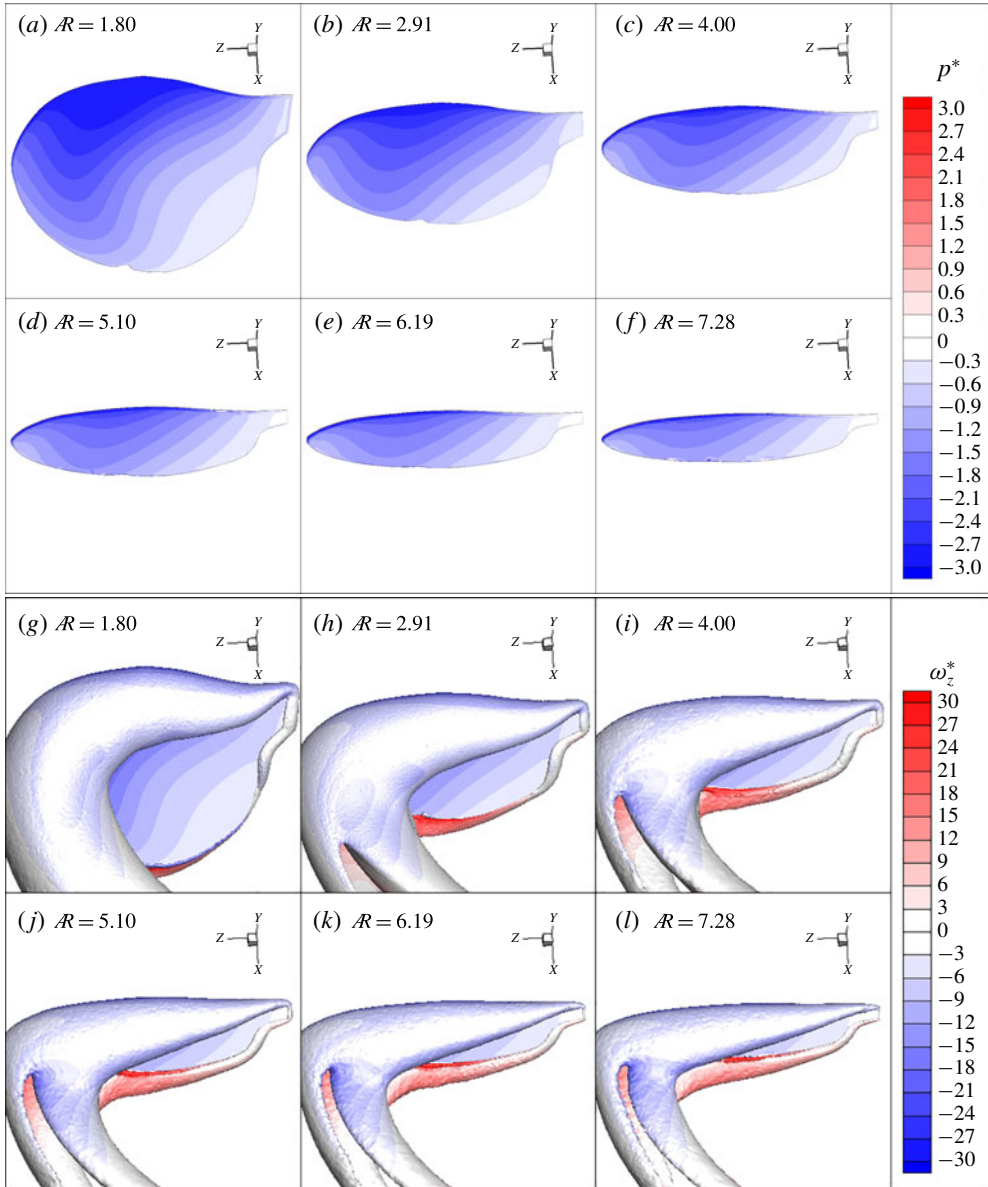 (a) Æ = 1.80
(b) Æ = 2.91
(c) Æ = 4.00
Y
Z
X
Y
Z
X
Y
Z
X
p*
3.0
2.7
2.4
2.1
1.8
1.5
1.2
0.9
0.6
0.3
0
−0.3
−0.6
−0.9
−1.2
−1.5
−1.8
−2.1
−2.4
−2.7
−3.0
(d) Æ = 5.10
(e) Æ = 6.19
(f) Æ = 7.28
Y
Z
X
Y
Z
X
Y
Z
X
(g) Æ = 1.80
(h) Æ = 2.91
(i) Æ = 4.00
Y
Z
X
Y
Z
X
Y
Z
X
ω*z
30
27
24
21
18
15
12
9
6
3
0
−3
−6
−9
−12
−15
−18
−21
−24
−27
−30
(j) Æ = 5.10
(k) Æ = 6.19
(l) Æ = 7.28
Y
Z
X
Y
Z
X
Y
Z
X